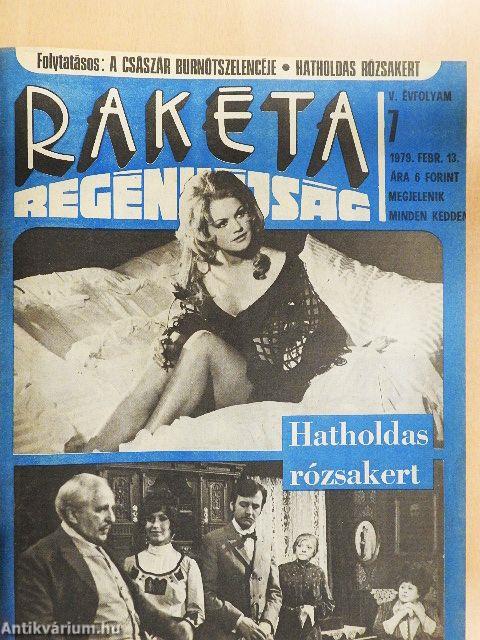 Folytatásos: A CSÁSZÁR BURNÓTSZELENCÉJE • HATHOLDAS RÓZSAKERT
RAKÉTA
REGÉNYÚJSÁG
V. ÉVFOLYAM
7
1979. FEBR. 13.
ÁRA 6 FORINT
MEGJELENIK
MINDEN KEDDEN
Hatholdas
rózsakert
Antikvárium.hu